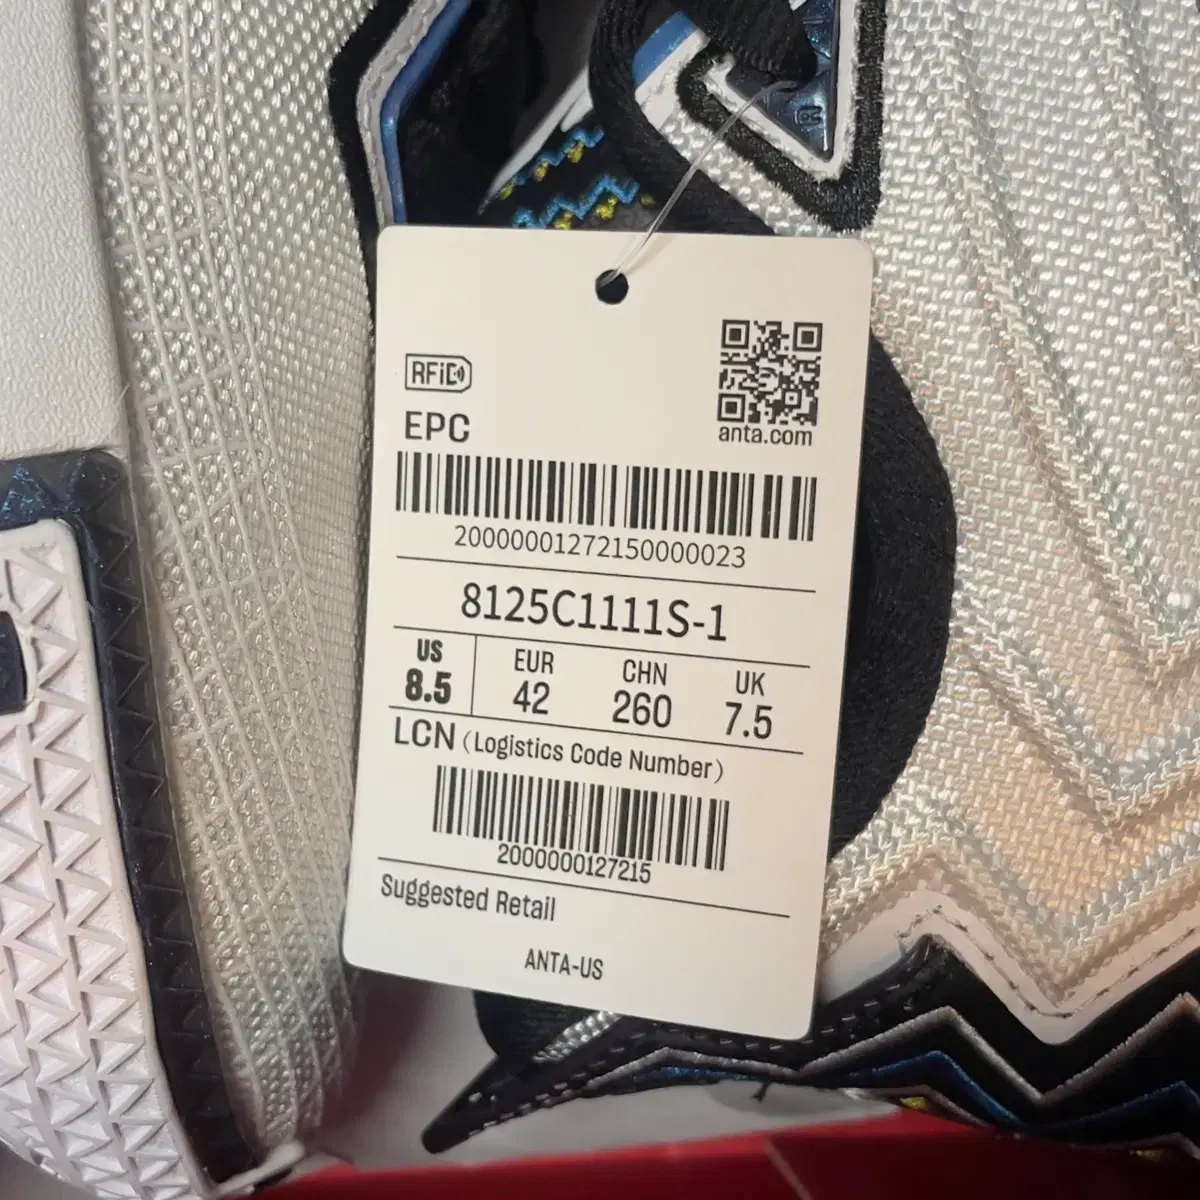 RFID
EPC
anta.com
20000001272150000023
8125C1111S-1
US EUR CHN UK
8.5 42 260 7.5
LCN (Logistics Code Number)
2000000127215
Suggested Retail
ANTA-US